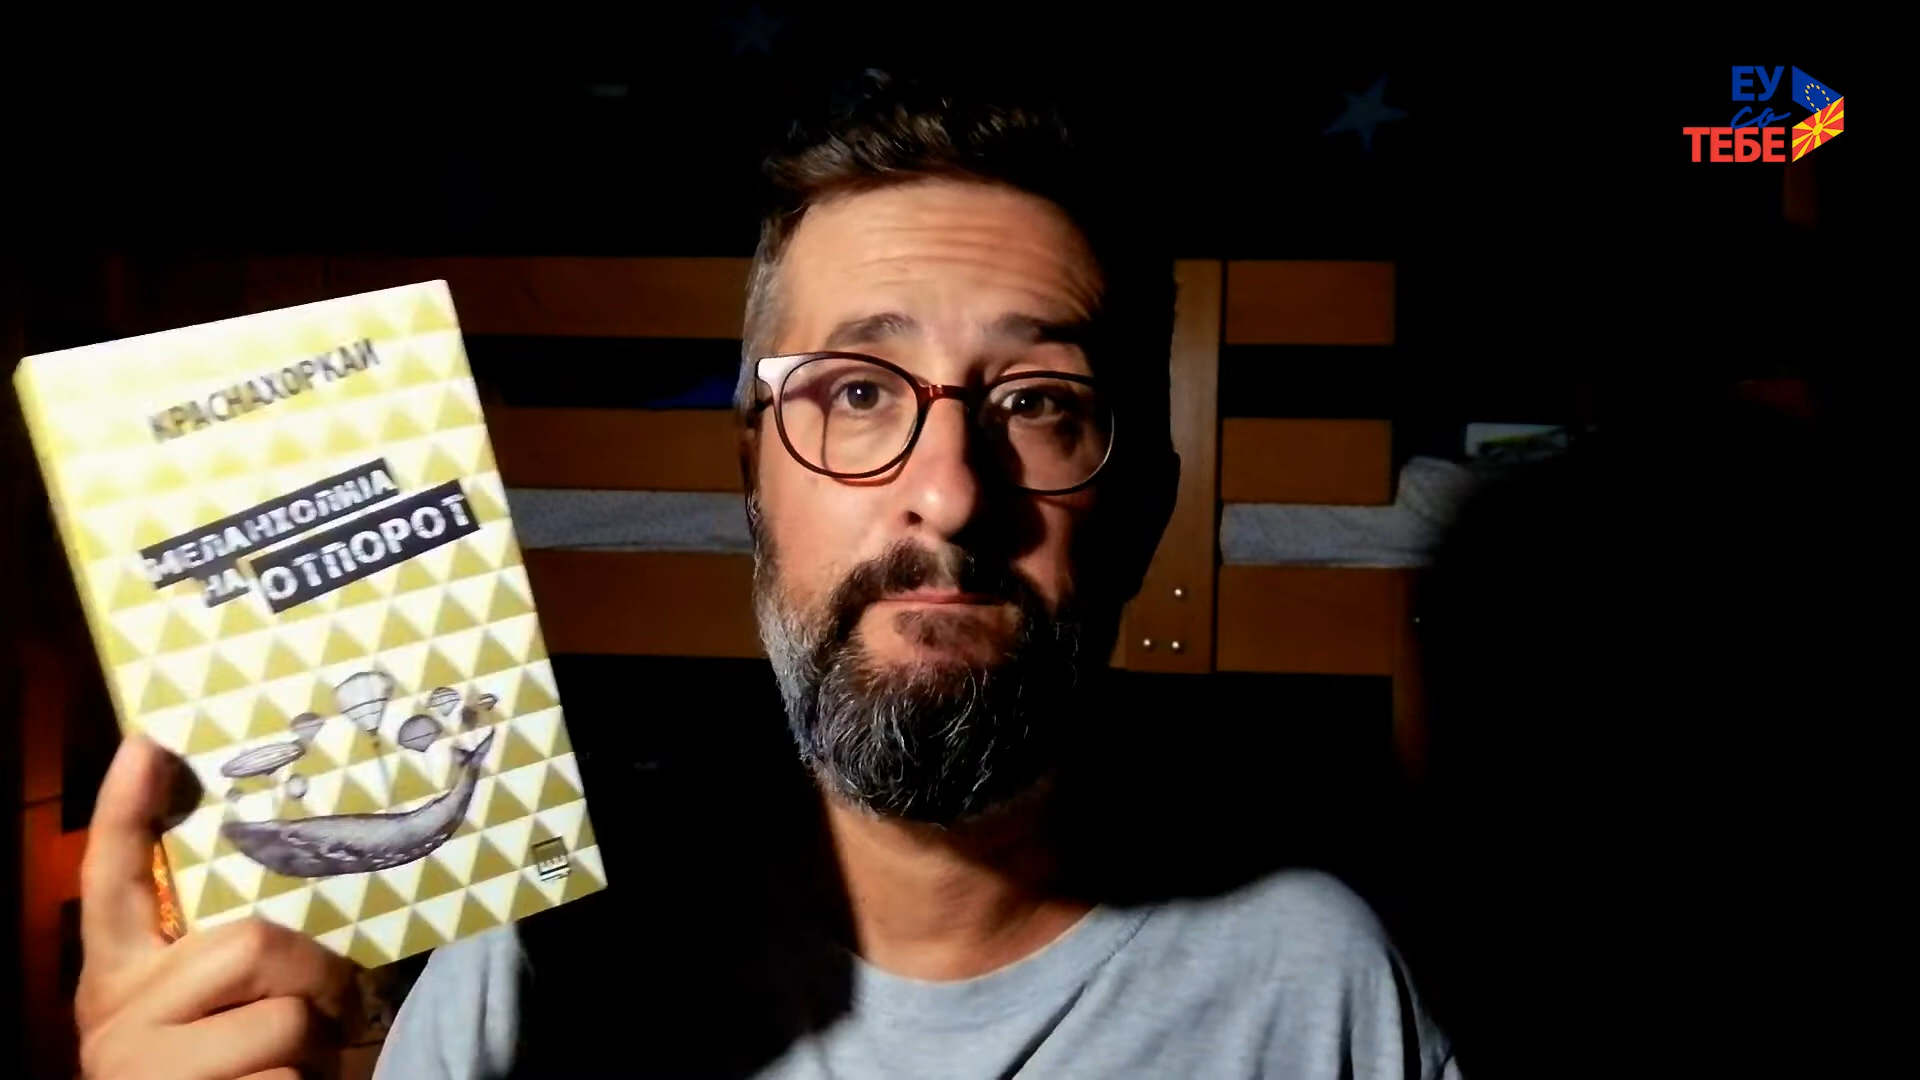 КРАСНАХОРКАИ
МЕЛАНХОЛИЈА
НА ОТПОРОТ
ЕУ
со
ТЕБЕ